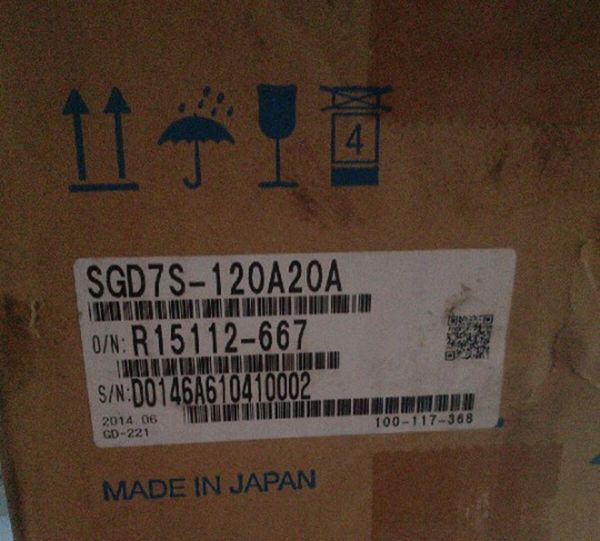 4
SGD7S-120A20A
O/N: R15112-667
S/N: D0146A610410002
2014.06
GD-221
100-117-368
MADE IN JAPAN